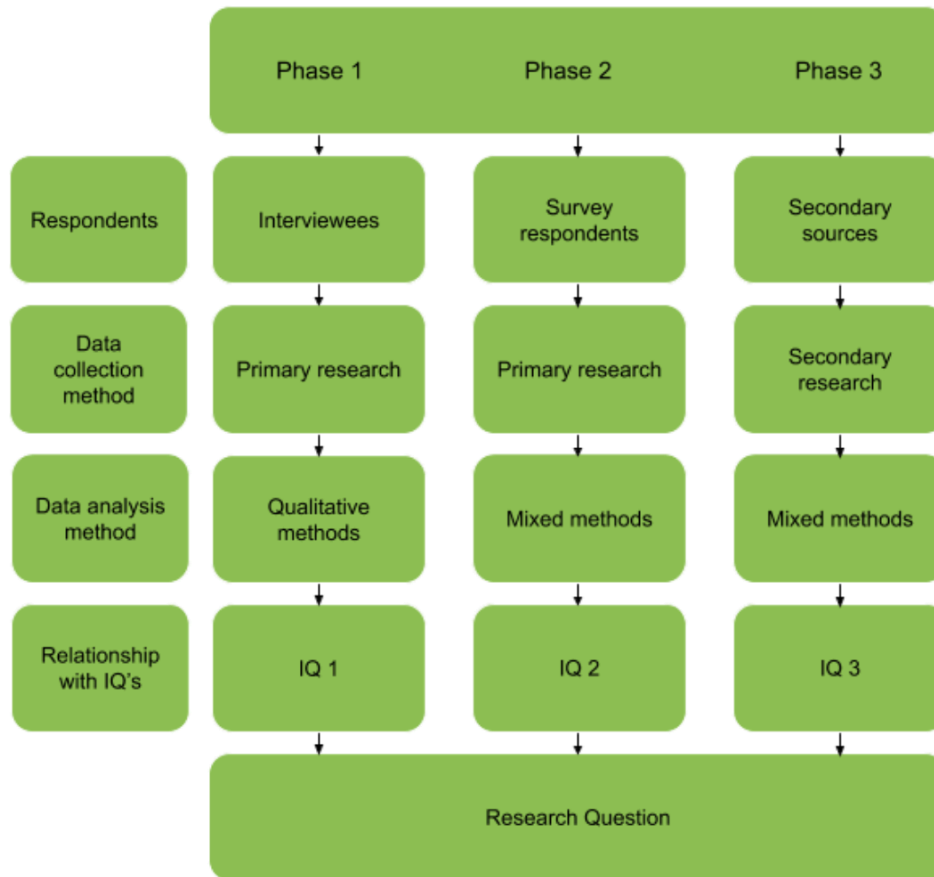 Phase 1
Phase 2
Phase 3
Respondents
Interviewees
Survey
respondents
Secondary
sources
Data
collection
method
Primary research
Primary research
Secondary
research
Data analysis
method
Qualitative
methods
Mixed methods
Mixed methods
Relationship
with IQ's
IQ 1
IQ 2
IQ 3
Research Question